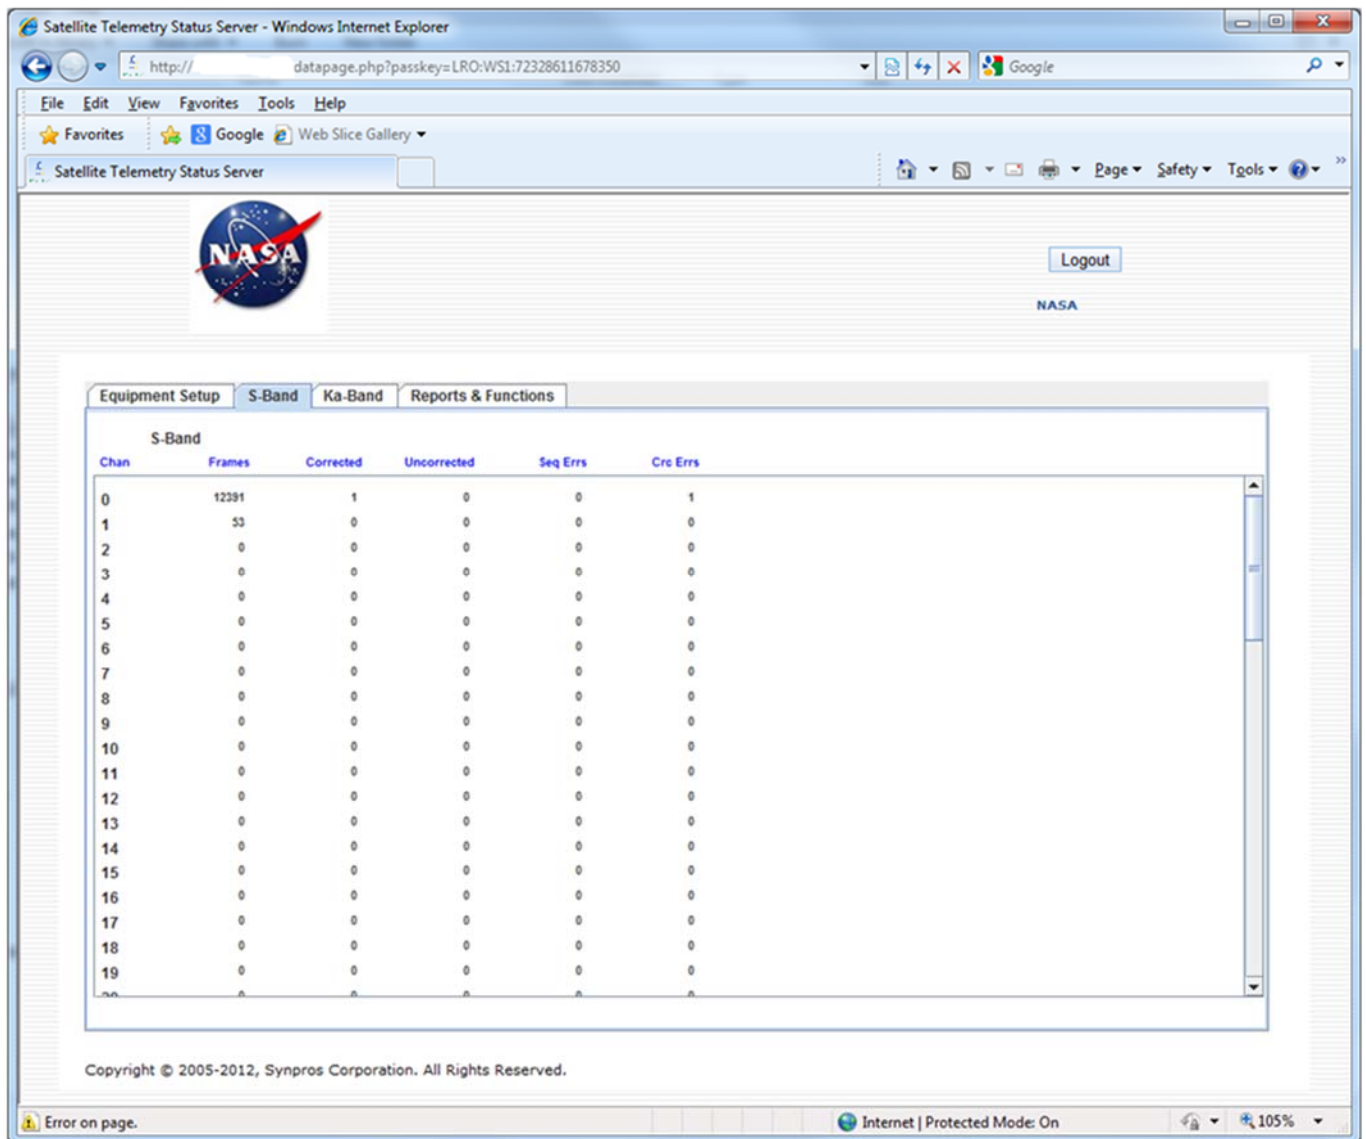 Satellite Telemetry Status Server - Windows Internet Explorer
http:// datapage.php?passkey=LRO:WS1:72328611678350 Google
File Edit View Favorites Tools Help
Favorites Google Web Slice Gallery
Satellite Telemetry Status Server Page Safety Tools
NASA
Logout
NASA
Equipment Setup S-Band Ka-Band Reports & Functions
S-Band
Chan Frames Corrected Uncorrected Seq Errs Crc Errs
0 12391 1 0 0 1
1 53 0 0 0 0
2 0 0 0 0 0
3 0 0 0 0 0
4 0 0 0 0 0
5 0 0 0 0 0
6 0 0 0 0 0
7 0 0 0 0 0
8 0 0 0 0 0
9 0 0 0 0 0
10 0 0 0 0 0
11 0 0 0 0 0
12 0 0 0 0 0
13 0 0 0 0 0
14 0 0 0 0 0
15 0 0 0 0 0
16 0 0 0 0 0
17 0 0 0 0 0
18 0 0 0 0 0
19 0 0 0 0 0
Copyright © 2005-2012, Synpros Corporation. All Rights Reserved.
Error on page. Internet | Protected Mode: On 105%